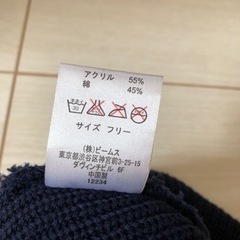 アクリル 55%
綿 45%
サイズ フリー
(株)ビームス
東京都渋谷区神宮前3-25-15
ダヴィンチビル 6F
中国製
12234